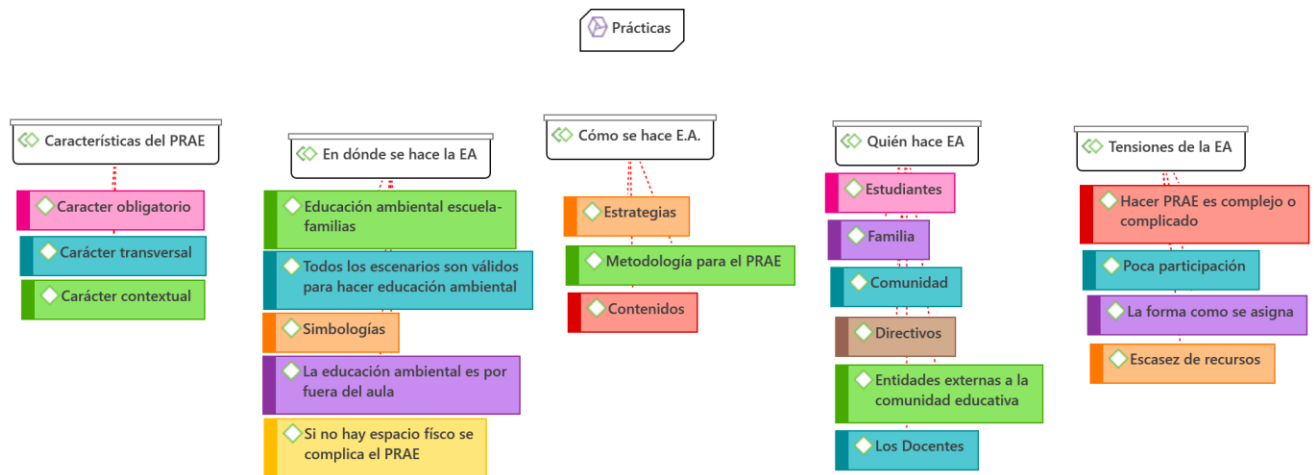 Prácticas
Características del PRAE
Caracter obligatorio
Carácter transversal
Carácter contextual
En dónde se hace la EA
Educación ambiental escuela-
familias
Todos los escenarios son válidos
para hacer educación ambiental
Simbologías
La educación ambiental es por
fuera del aula
Si no hay espacio físco se
complica el PRAE
Cómo se hace E.A.
Estrategias
Metodología para el PRAE
Contenidos
Quién hace EA
Estudiantes
Familia
Comunidad
Directivos
Entidades externas a la
comunidad educativa
Los Docentes
Tensiones de la EA
Hacer PRAE es complejo o
complicado
Poca participación
La forma como se asigna
Escasez de recursos